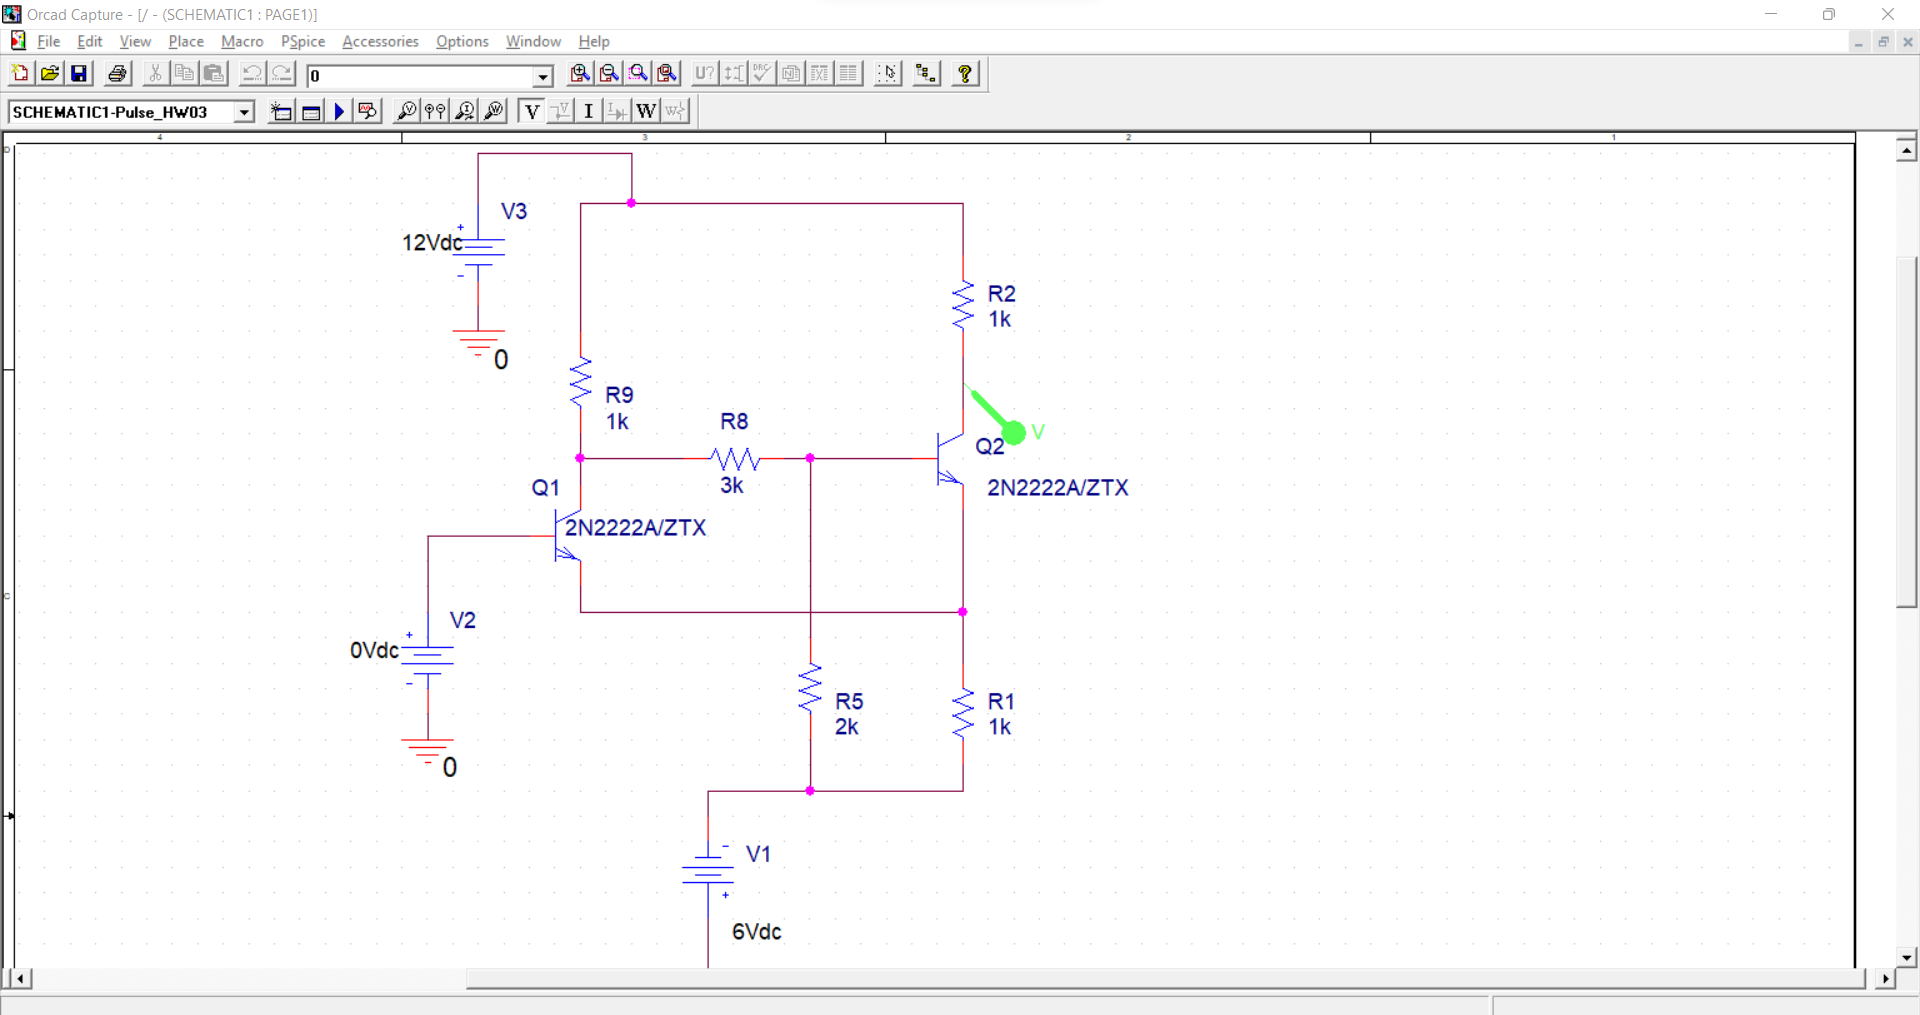 Orcad Capture - [/ - (SCHEMATIC1 : PAGE1)]
File Edit View Place Macro PSpice Accessories Options Window Help
0
U? DRC
SCHEMATIC1-Pulse_HW03
V I W
4 3 2 1
D
V3
+
12Vdc
-
0
R2
1k
R9
1k
R8
3k
V
Q2
2N2222A/ZTX
Q1
2N2222A/ZTX
C
V2
+
0Vdc
-
0
R5
2k
R1
1k
-
V1
+
6Vdc